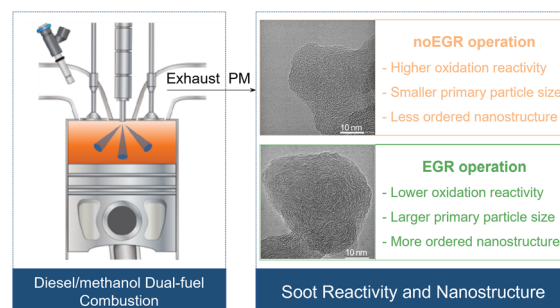 Exhaust PM
Diesel/methanol Dual-fuel
Combustion
10 nm
noEGR operation
- Higher oxidation reactivity
- Smaller primary particle size
- Less ordered nanostructure
10 nm
EGR operation
- Lower oxidation reactivity
- Larger primary particle size
- More ordered nanostructure
Soot Reactivity and Nanostructure